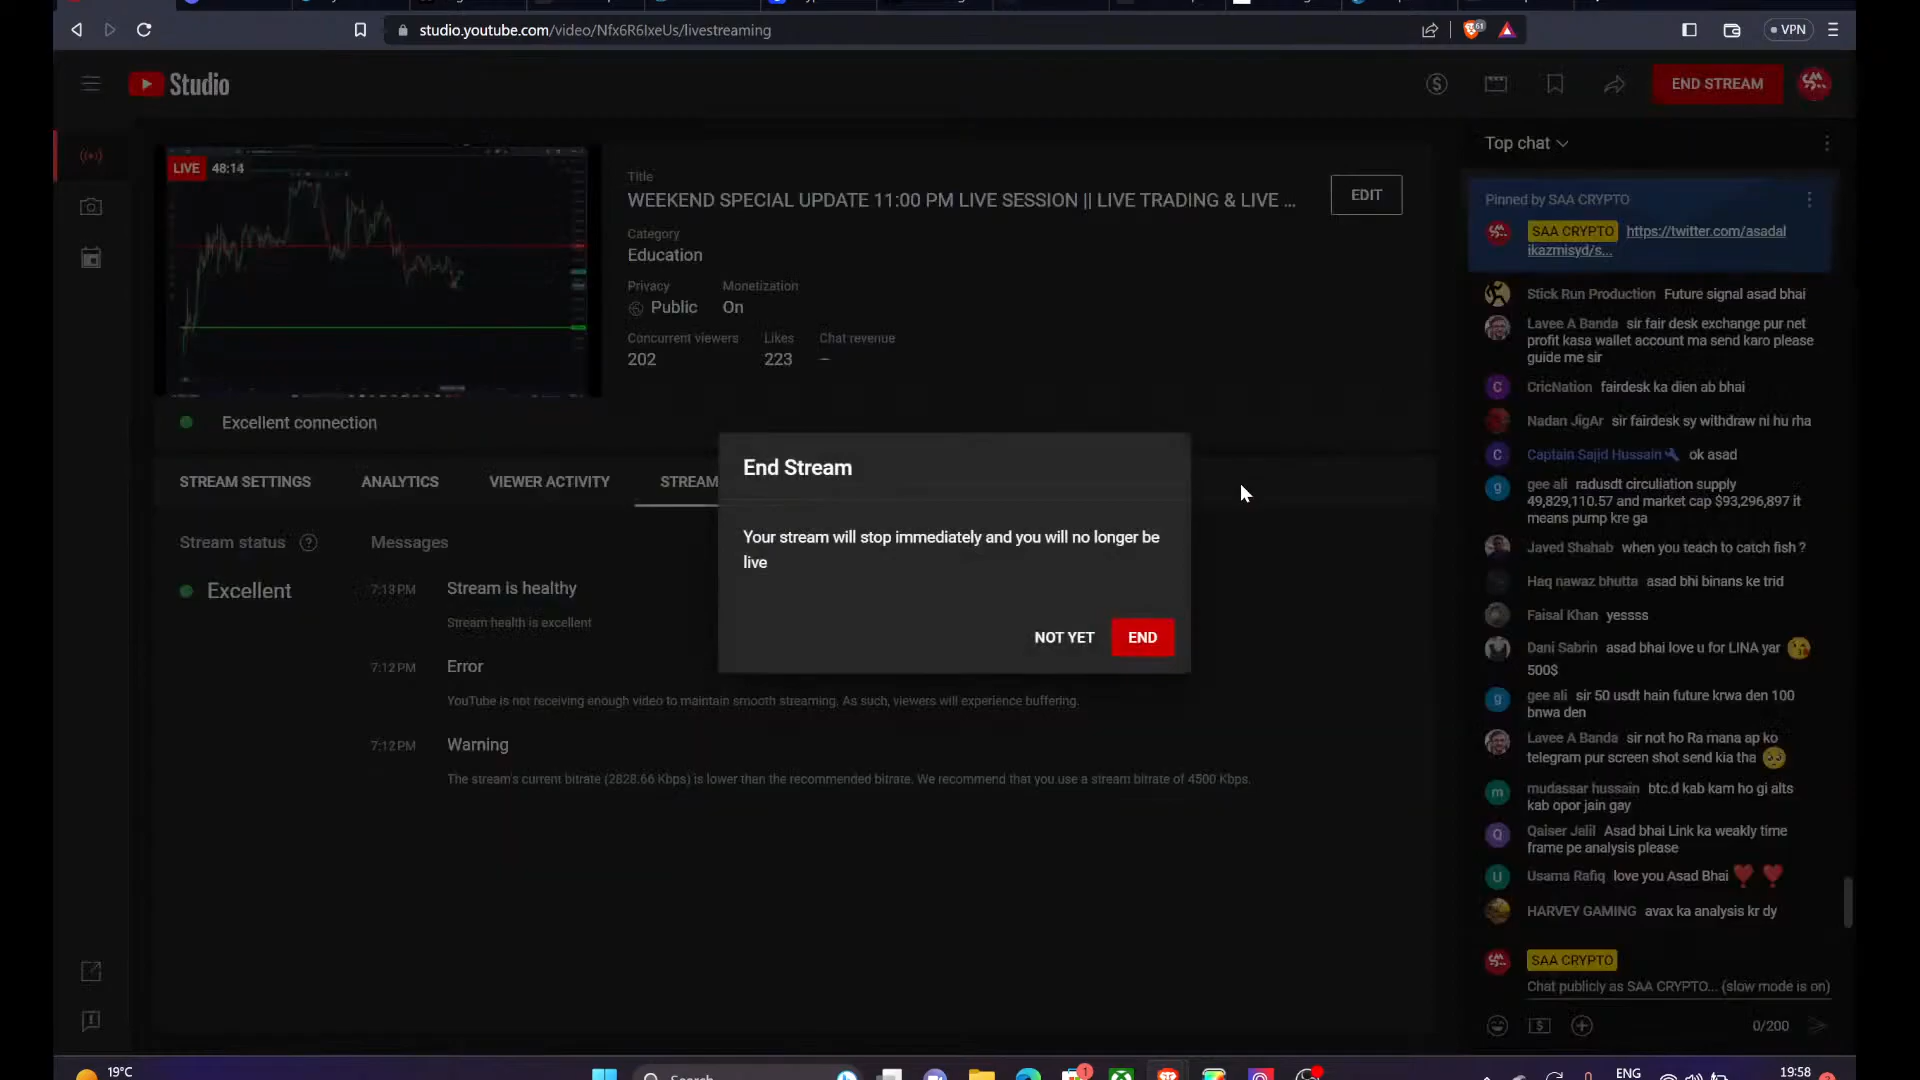 studio.youtube.com/video/Nfx6R6IxeUs/livestreaming
61
VPN
Studio
END STREAM
LIVE 48:14
Title
WEEKEND SPECIAL UPDATE 11:00 PM LIVE SESSION || LIVE TRADING & LIVE ...
EDIT
Category
Education
Privacy
Monetization
Public
On
Concurrent viewers
Likes
Chat revenue
202
223
–
Excellent connection
STREAM SETTINGS
ANALYTICS
VIEWER ACTIVITY
STREAM
Stream status
Messages
Excellent
7:13 PM
Stream is healthy
Stream health is excellent
7:12 PM
Error
YouTube is not receiving enough video to maintain smooth streaming. As such, viewers will experience buffering.
7:12 PM
Warning
The stream's current bitrate (2828.66 Kbps) is lower than the recommended bitrate. We recommend that you use a stream bitrate of 4500 Kbps.
End Stream
Your stream will stop immediately and you will no longer be
live
NOT YET
END
Top chat
Pinned by SAA CRYPTO
SAA CRYPTO https://twitter.com/asadal
ikazmisyd/s...
Stick Run Production Future signal asad bhai
Lavee A Banda sir fair desk exchange pur net
profit kasa wallet account ma send karo please
guide me sir
C
CricNation fairdesk ka dien ab bhai
Nadan JigAr sir fairdesk sy withdraw ni hu rha
C
Captain Sajid Hussain ok asad
g
gee ali radusdt circuliation supply
49,829,110.57 and market cap $93,296,897 it
means pump kre ga
Javed Shahab when you teach to catch fish ?
Haq nawaz bhutta asad bhi binans ke trid
Faisal Khan yessss
Dani Sabrin asad bhai love u for LINA yar 😘
500$
g
gee ali sir 50 usdt hain future krwa den 100
bnwa den
Lavee A Banda sir not ho Ra mana ap ko
telegram pur screen shot send kia tha 🥺
m
mudassar hussain btc.d kab kam ho gi alts
kab opor jain gay
Q
Qaiser Jalil Asad bhai Link ka weakly time
frame pe analysis please
U
Usama Rafiq love you Asad Bhai ❣️ ❣️
HARVEY GAMING avax ka analysis kr dy
SAA CRYPTO
Chat publicly as SAA CRYPTO... (slow mode is on)
0/200
19°C
Search
1
ENG
19:58